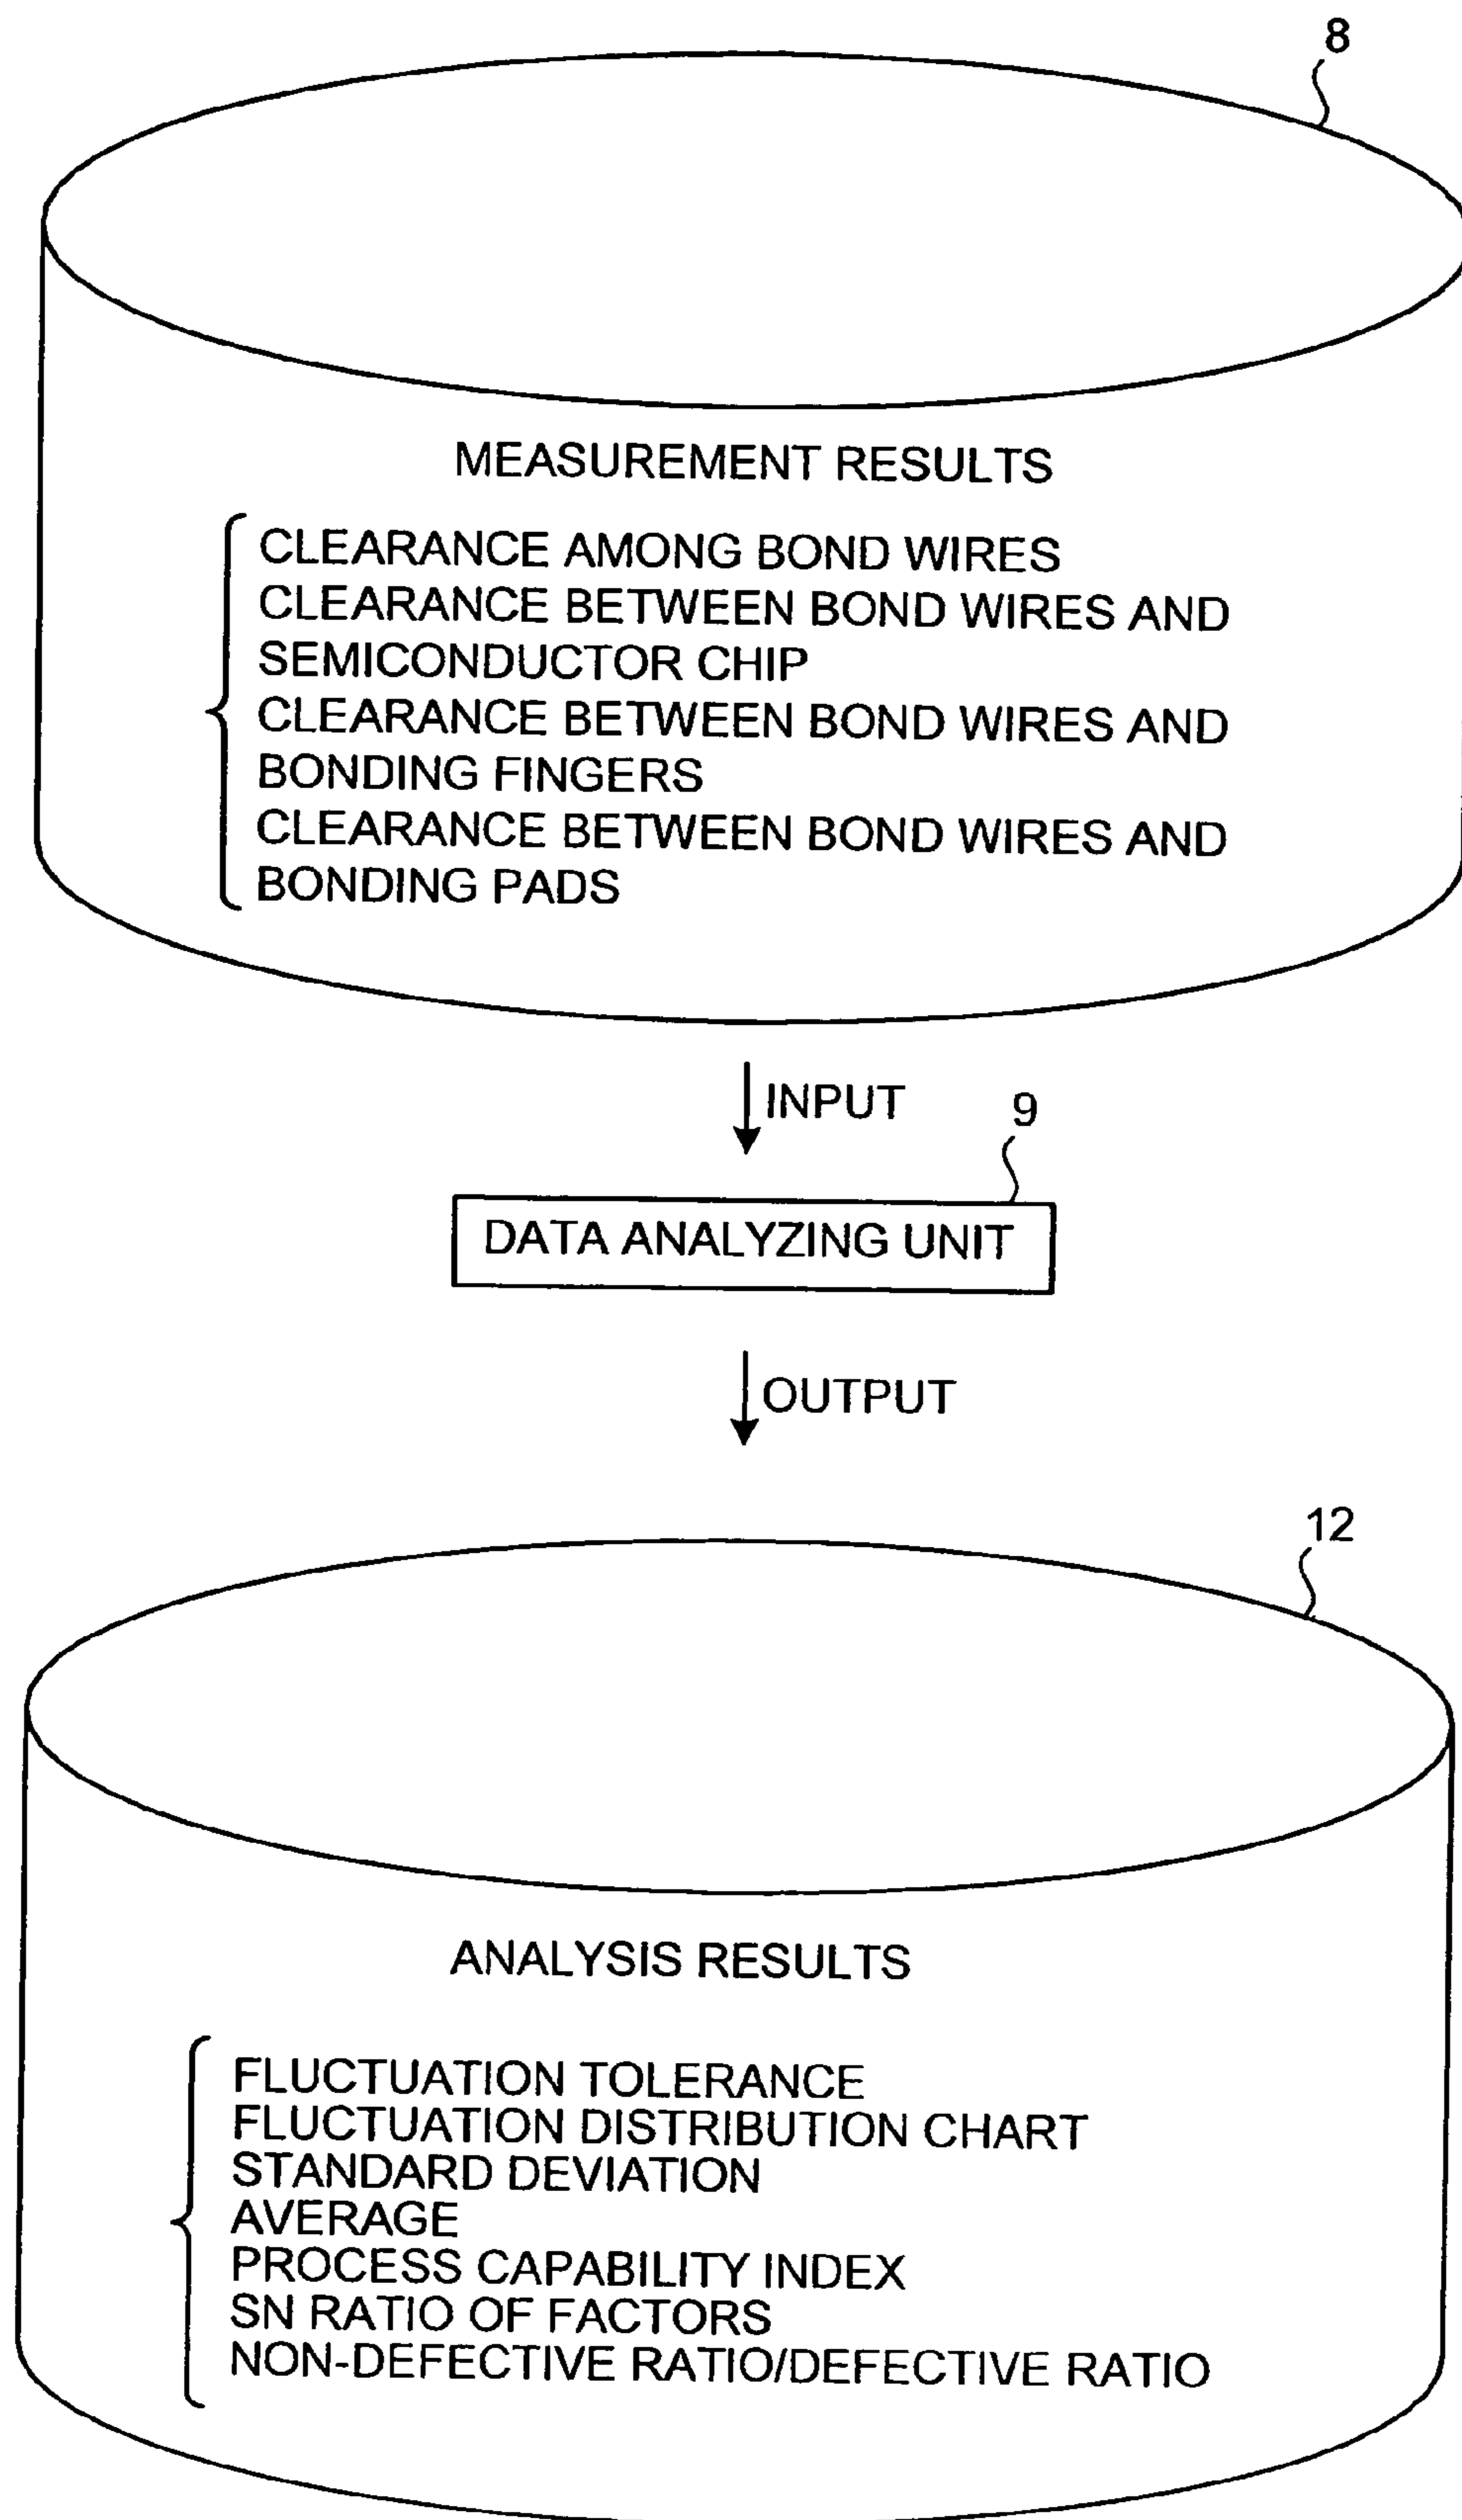 8
MEASUREMENT RESULTS
CLEARANCE AMONG BOND WIRES
CLEARANCE BETWEEN BOND WIRES AND
SEMICONDUCTOR CHIP
CLEARANCE BETWEEN BOND WIRES AND
BONDING FINGERS
CLEARANCE BETWEEN BOND WIRES AND
BONDING PADS
INPUT
9
DATA ANALYZING UNIT
OUTPUT
12
ANALYSIS RESULTS
FLUCTUATION TOLERANCE
FLUCTUATION DISTRIBUTION CHART
STANDARD DEVIATION
AVERAGE
PROCESS CAPABILITY INDEX
SN RATIO OF FACTORS
NON-DEFECTIVE RATIO/DEFECTIVE RATIO